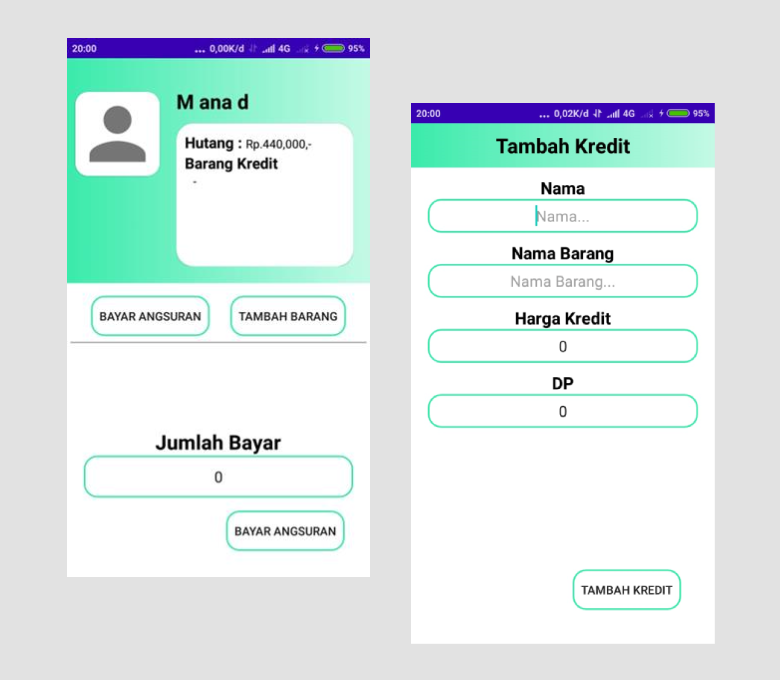 20:00 ... 0,00K/d 4G 95%
M ana d
Hutang : Rp.440,000,-
Barang Kredit
-
BAYAR ANGSURAN TAMBAH BARANG
Jumlah Bayar
0
BAYAR ANGSURAN
20:00 ... 0,02K/d 4G 95%
Tambah Kredit
Nama
Nama...
Nama Barang
Nama Barang...
Harga Kredit
0
DP
0
TAMBAH KREDIT